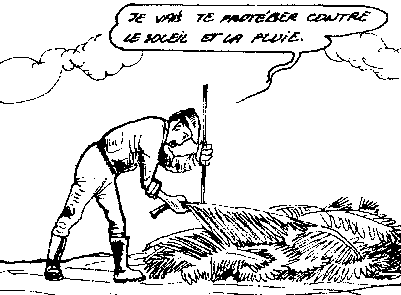 JE VAIS TE PROTÉGER CONTRE
LE SOLEIL ET LA PLUIE.